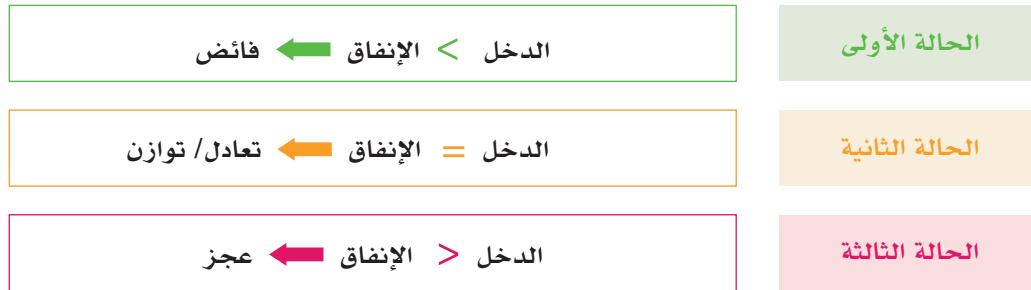 الحالة الأولى
الدخل > الإنفاق ← فائض
الحالة الثانية
الدخل = الإنفاق ← تعادل/ توازن
الحالة الثالثة
الدخل < الإنفاق ← عجز